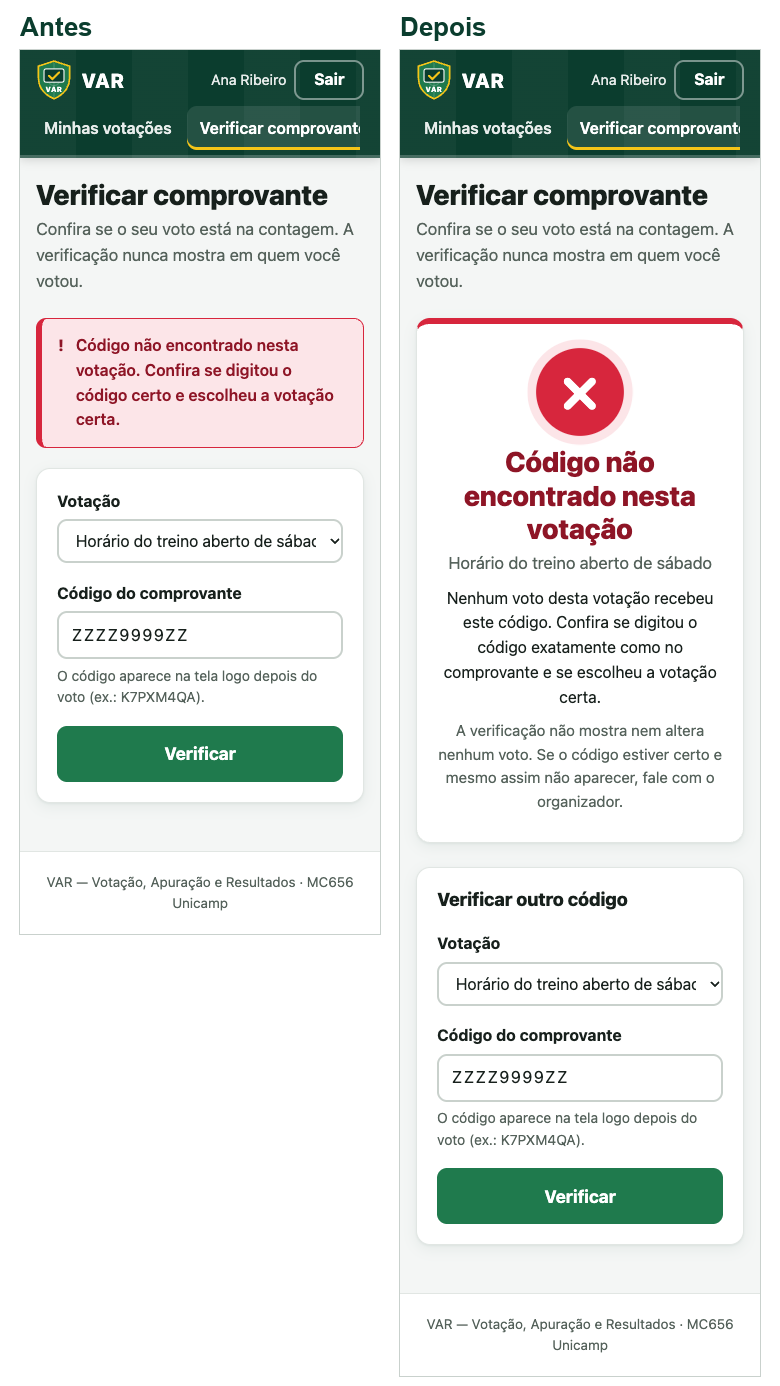 Antes
VAR
VAR
Ana Ribeiro
Sair
Minhas votações
Verificar comprovante
Verificar comprovante
Confira se o seu voto está na contagem. A
verificação nunca mostra em quem você
votou.
! Código não encontrado nesta
votação. Confira se digitou o
código certo e escolheu a votação
certa.
Votação
Horário do treino aberto de sábac
Código do comprovante
ZZZZ9999ZZ
O código aparece na tela logo depois do
voto (ex.: K7PXM4QA).
Verificar
VAR — Votação, Apuração e Resultados · MC656
Unicamp
Depois
VAR
VAR
Ana Ribeiro
Sair
Minhas votações
Verificar comprovante
Verificar comprovante
Confira se o seu voto está na contagem. A
verificação nunca mostra em quem você
votou.
Código não
encontrado nesta
votação
Horário do treino aberto de sábado
Nenhum voto desta votação recebeu
este código. Confira se digitou o
código exatamente como no
comprovante e se escolheu a votação
certa.
A verificação não mostra nem altera
nenhum voto. Se o código estiver certo e
mesmo assim não aparecer, fale com o
organizador.
Verificar outro código
Votação
Horário do treino aberto de sábac
Código do comprovante
ZZZZ9999ZZ
O código aparece na tela logo depois do
voto (ex.: K7PXM4QA).
Verificar
VAR — Votação, Apuração e Resultados · MC656
Unicamp